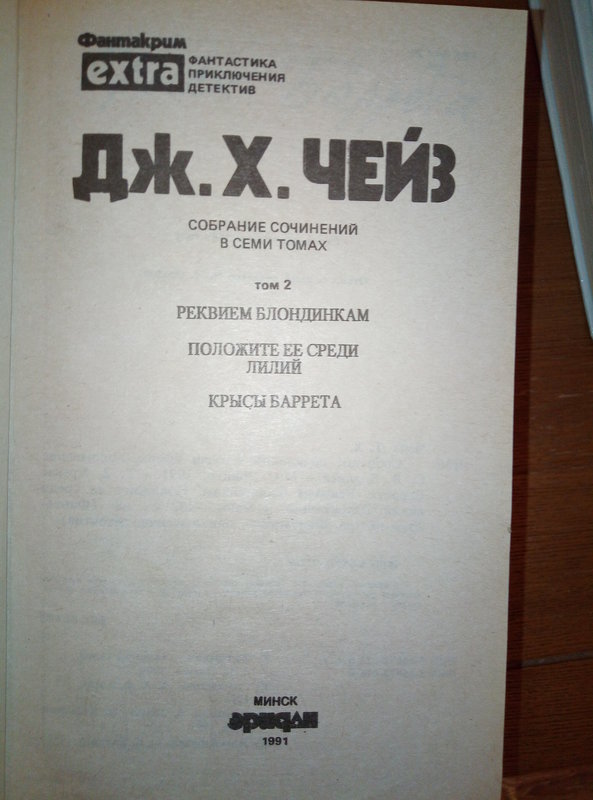 Фантакрим
extra
ФАНТАСТИКА
ПРИКЛЮЧЕНИЯ
ДЕТЕКТИВ
ДЖ. Х. ЧЕЙЗ
СОБРАНИЕ СОЧИНЕНИЙ
В СЕМИ ТОМАХ
том 2
РЕКВИЕМ БЛОНДИНКАМ
ПОЛОЖИТЕ ЕЕ СРЕДИ
ЛИЛИЙ
КРЫСЫ БАРРЕТА
МИНСК
эридан
1991